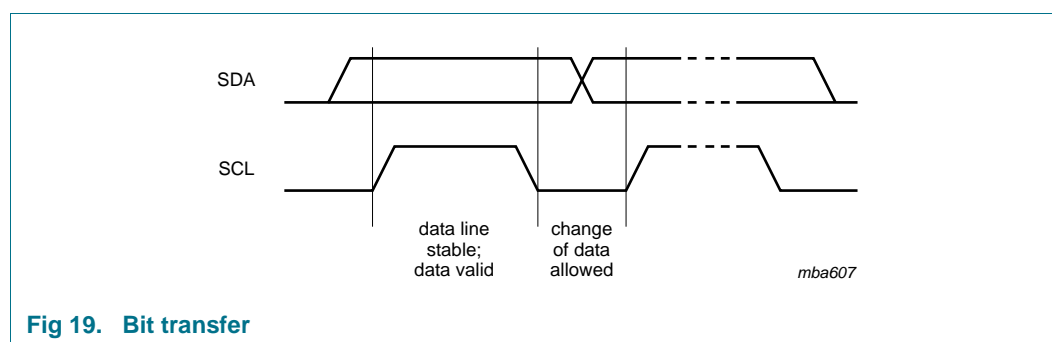 SDA
SCL
data line
stable;
data valid
change
of data
allowed
mba607
Fig 19. Bit transfer